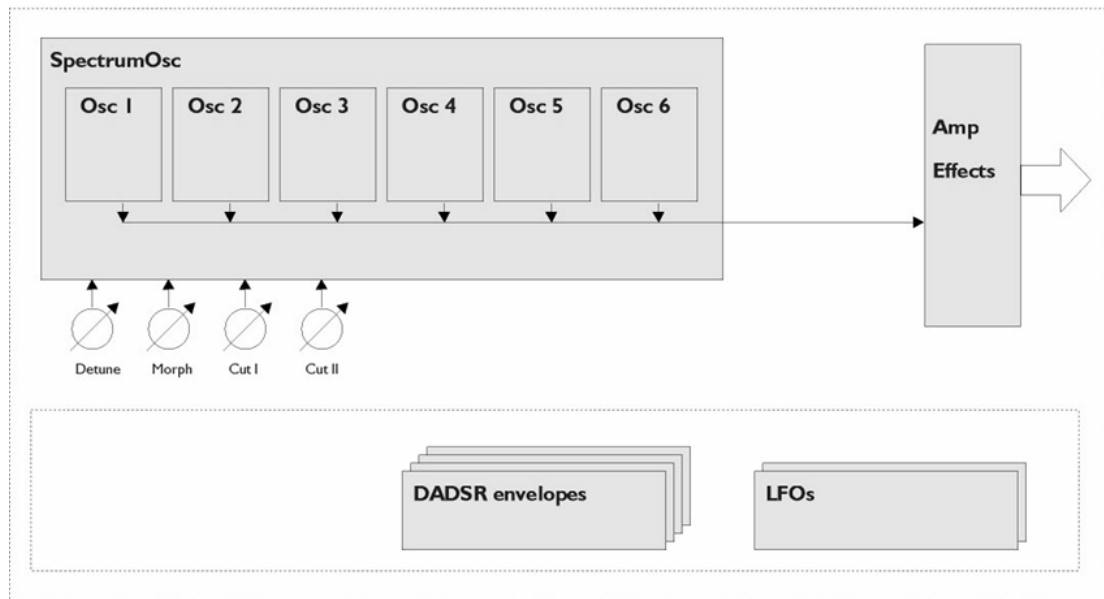 SpectrumOsc
Osc 1
Osc 2
Osc 3
Osc 4
Osc 5
Osc 6
Amp
Effects
Detune
Morph
Cut I
Cut II
DADSR envelopes
LFOs